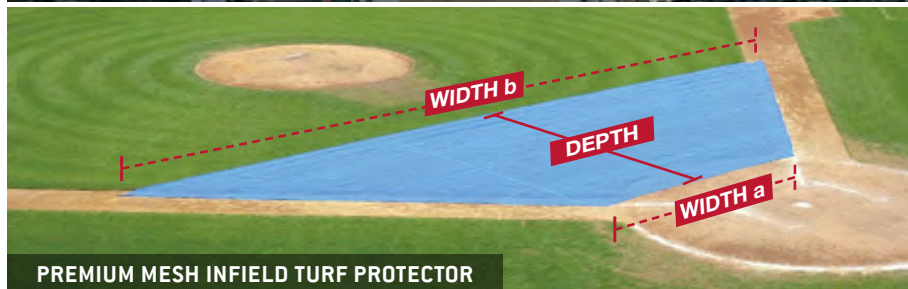 WIDTH b
DEPTH
WIDTH a
PREMIUM MESH INFIELD TURF PROTECTOR